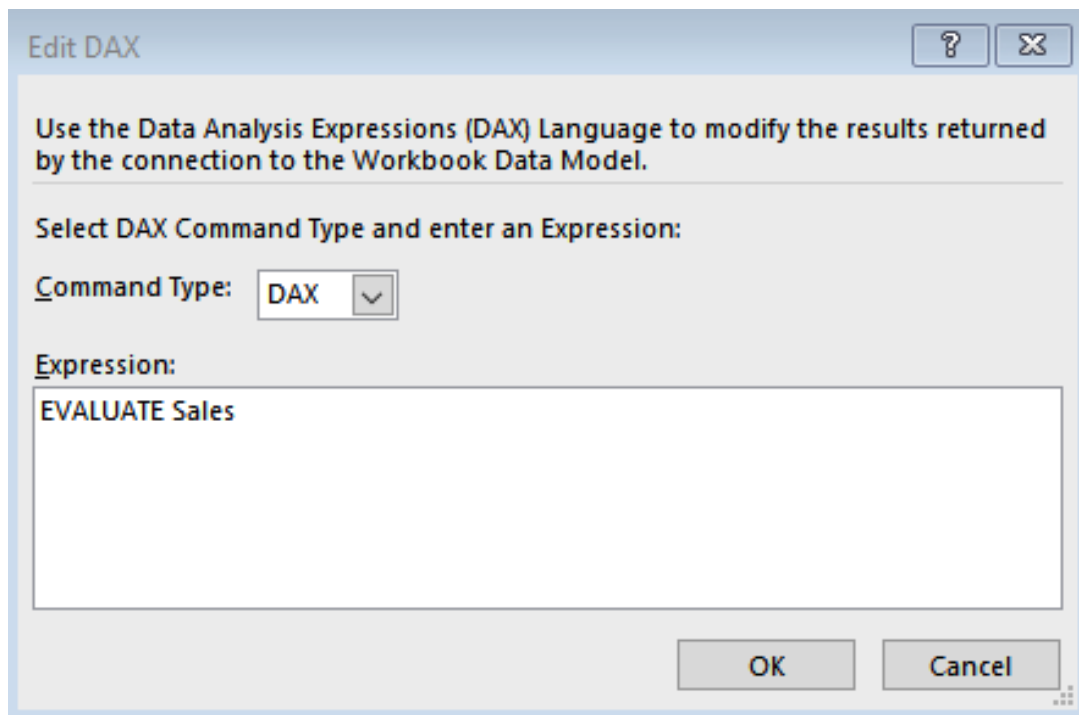 Edit DAX
Use the Data Analysis Expressions (DAX) Language to modify the results returned
by the connection to the Workbook Data Model.
Select DAX Command Type and enter an Expression:
Command Type: DAX
Expression:
EVALUATE Sales
OK Cancel